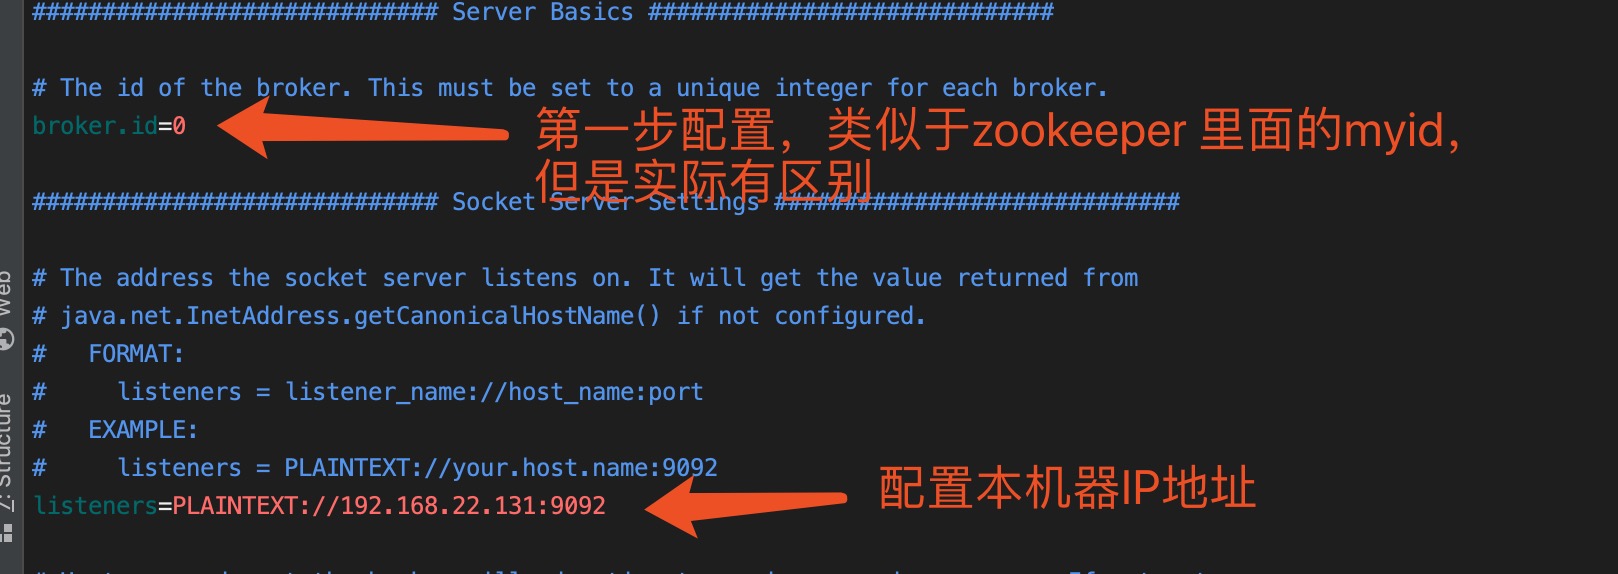 ############################# Server Basics #############################
# The id of the broker. This must be set to a unique integer for each broker.
broker.id=0
第一步配置，类似于zookeeper 里面的myid，
但是实际有区别
############################# Socket Server Settings #############################
# The address the socket server listens on. It will get the value returned from
# java.net.InetAddress.getCanonicalHostName() if not configured.
#   FORMAT:
#     listeners = listener_name://host_name:port
#   EXAMPLE:
#     listeners = PLAINTEXT://your.host.name:9092
listeners=PLAINTEXT://192.168.22.131:9092
配置本机器IP地址
Web
Z: Structure